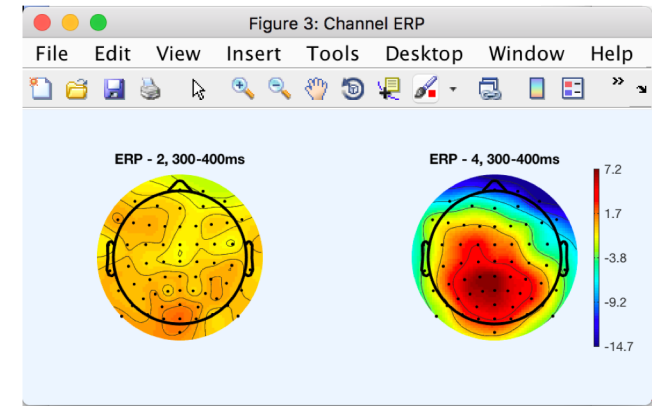 Figure 3: Channel ERP
File Edit View Insert Tools Desktop Window Help
ERP - 2, 300-400ms
ERP - 4, 300-400ms
7.2
1.7
-3.8
-9.2
-14.7